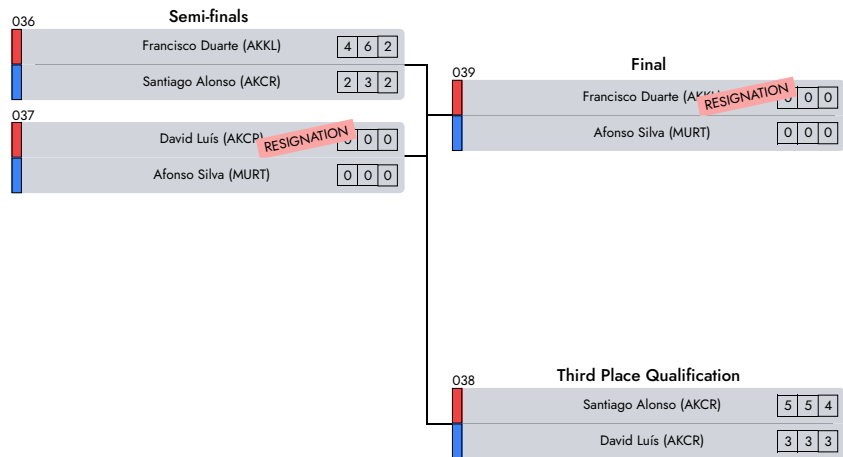 Semi-finals
036
Francisco Duarte (AKKL) 4 6 2
Santiago Alonso (AKCR) 2 3 2
037
David Luís (AKCR) RESIGNATION 0 0 0
Afonso Silva (MURT) 0 0 0
Final
039
Francisco Duarte (AKKL) RESIGNATION 0 0 0
Afonso Silva (MURT) 0 0 0
Third Place Qualification
038
Santiago Alonso (AKCR) 5 5 4
David Luís (AKCR) 3 3 3